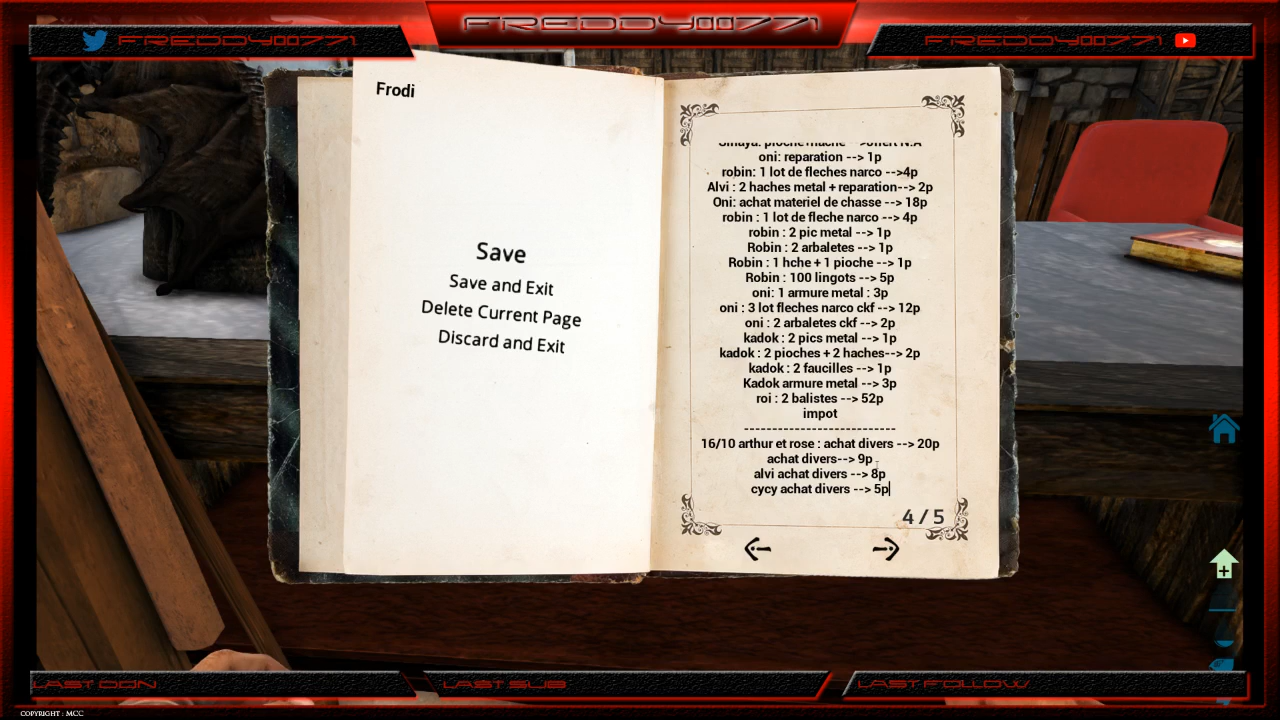 FREDDY00771
FREDDY00771
FREDDY00771
Frodi
Save
Save and Exit
Delete Current Page
Discard and Exit
oni: reparation --> 1p
robin: 1 lot de fleches narco -->4p
Alvi : 2 haches metal + reparation--> 2p
Oni: achat materiel de chasse --> 18p
robin : 1 lot de fleche narco --> 4p
robin : 2 pic metal --> 1p
Robin : 2 arbaletes --> 1p
Robin : 1 hche + 1 pioche --> 1p
Robin : 100 lingots --> 5p
oni: 1 armure metal : 3p
oni : 3 lot fleches narco ckf --> 12p
oni : 2 arbaletes ckf --> 2p
kadok : 2 pics metal --> 1p
kadok : 2 pioches + 2 haches--> 2p
kadok : 2 faucilles --> 1p
Kadok armure metal --> 3p
roi : 2 balistes --> 52p
impot
---------------------------
16/10 arthur et rose : achat divers --> 20p
achat divers--> 9p
alvi achat divers --> 8p
cycy achat divers --> 5p
4 / 5
LAST DON
LAST SUB
LAST FOLLOW
COPYRIGHT : MCC